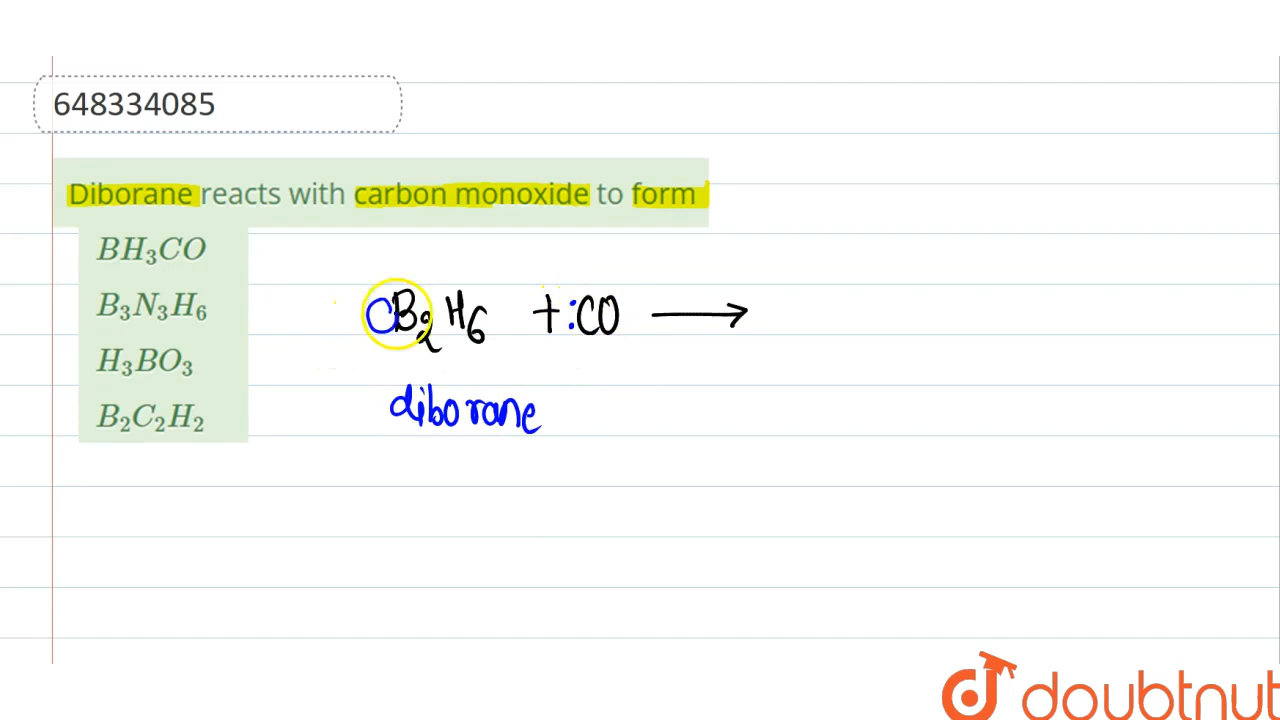 648334085
Diborane reacts with carbon monoxide to form
BH₃CO
B₃N₃H₆
H₃BO₃
B₂C₂H₂
B₂H₆ + :CO ⟶
diborane
doubtnut